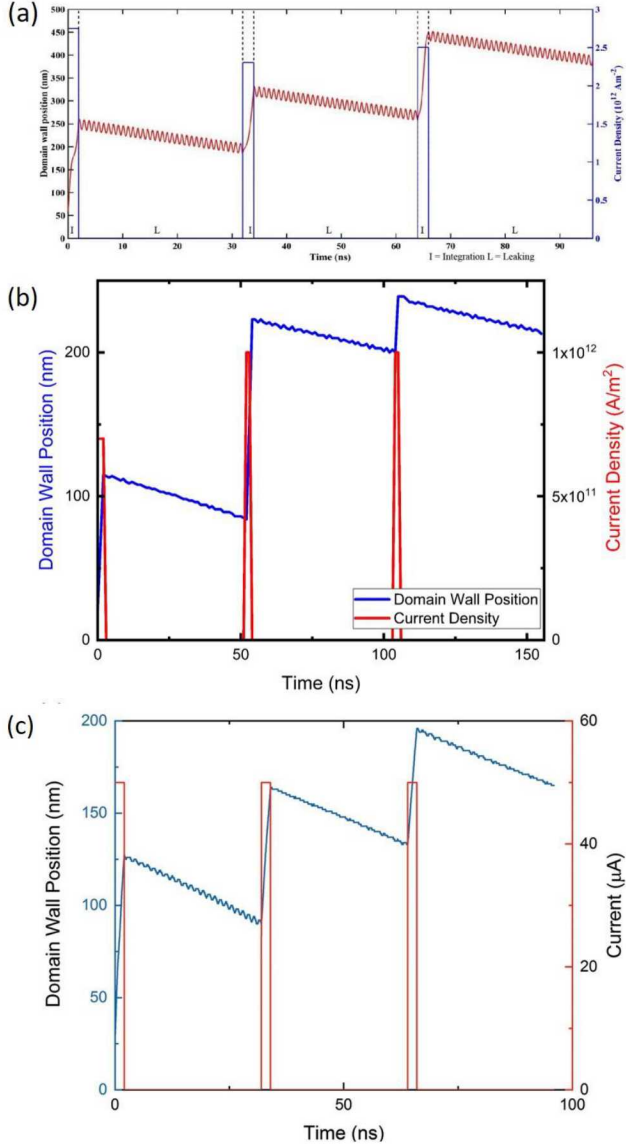 (a)
Domain wall position (nm)
500
450
400
350
300
250
200
150
100
50
0
3
2.5
2
1.5
1
0.5
0
Current Density (10¹² Am⁻²)
I L I L I L
0 10 20 30 40 50 60 70 80 90
Time (ns)
I = Integration L = Leaking
(b)
Domain Wall Position (nm)
200
100
0
1x10¹²
5x10¹¹
0
Current Density (A/m²)
Domain Wall Position
Current Density
0 50 100 150
Time (ns)
(c)
Domain Wall Position (nm)
200
150
100
50
0
60
40
20
0
Current (µA)
0 50 100
Time (ns)